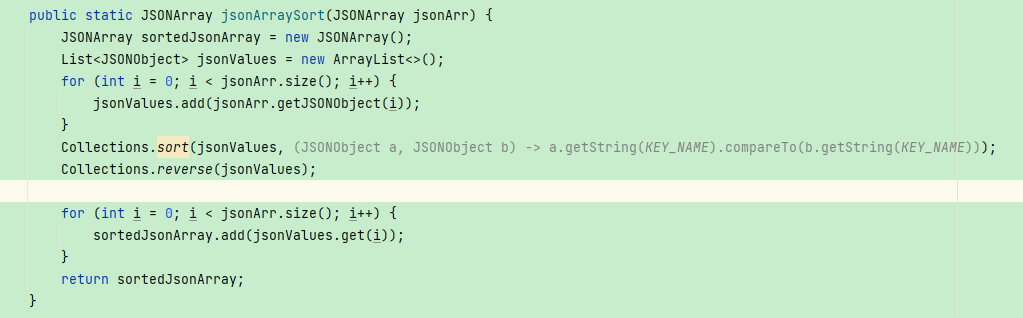 public static JSONArray jsonArraySort(JSONArray jsonArr) {
    JSONArray sortedJsonArray = new JSONArray();
    List<JSONObject> jsonValues = new ArrayList<>();
    for (int i = 0; i < jsonArr.size(); i++) {
        jsonValues.add(jsonArr.getJSONObject(i));
    }
    Collections.sort(jsonValues, (JSONObject a, JSONObject b) -> a.getString(KEY_NAME).compareTo(b.getString(KEY_NAME)));
    Collections.reverse(jsonValues);
    for (int i = 0; i < jsonArr.size(); i++) {
        sortedJsonArray.add(jsonValues.get(i));
    }
    return sortedJsonArray;
}